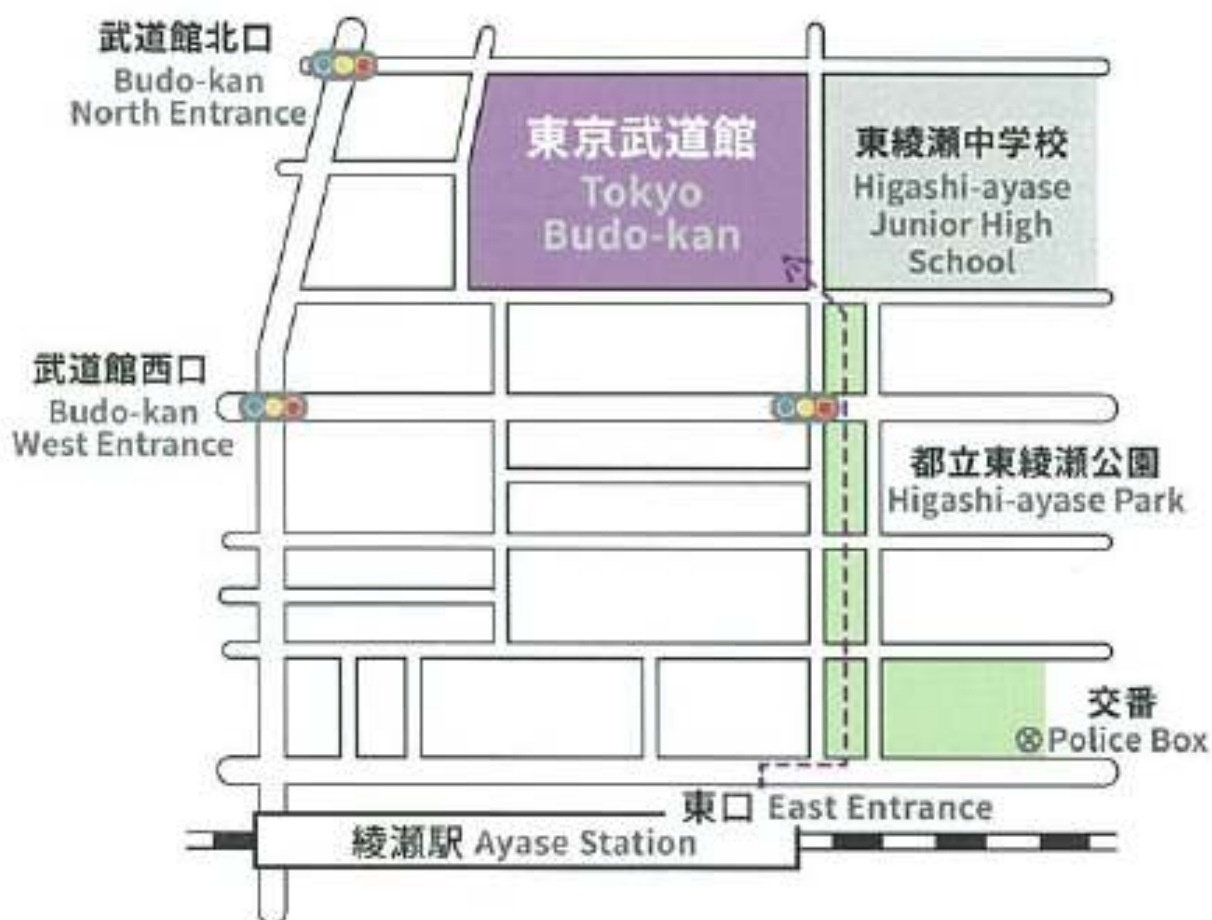 武道館北口
Budo-kan
North Entrance
東京武道館
Tokyo
Budo-kan
東綾瀬中学校
Higashi-ayase
Junior High
School
武道館西口
Budo-kan
West Entrance
都立東綾瀬公園
Higashi-ayase Park
交番
Police Box
東口 East Entrance
綾瀬駅 Ayase Station